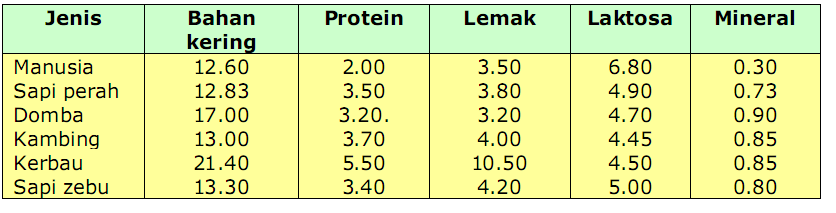 Jenis Bahan kering Protein Lemak Laktosa Mineral
Manusia 12.60 2.00 3.50 6.80 0.30
Sapi perah 12.83 3.50 3.80 4.90 0.73
Domba 17.00 3.20. 3.20 4.70 0.90
Kambing 13.00 3.70 4.00 4.45 0.85
Kerbau 21.40 5.50 10.50 4.50 0.85
Sapi zebu 13.30 3.40 4.20 5.00 0.80